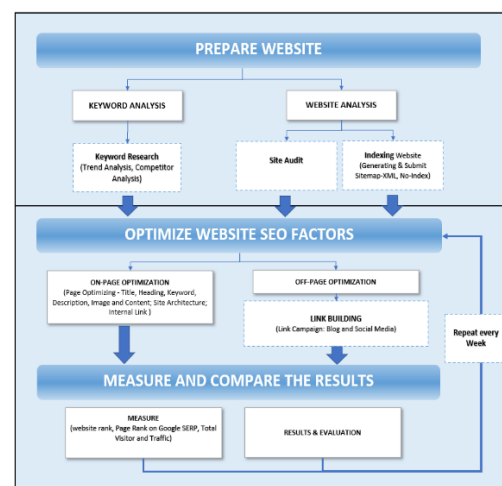 PREPARE WEBSITE
KEYWORD ANALYSIS
WEBSITE ANALYSIS
Keyword Research
(Trend Analysis, Competitor
Analysis)
Site Audit
Indexing Website
(Generating & Submit
Sitemap-XML, No-Index)
OPTIMIZE WEBSITE SEO FACTORS
ON-PAGE OPTIMIZATION
(Page Optimizing - Title, Heading, Keyword,
Description, Image and Content; Site Architecture;
Internal Link )
OFF-PAGE OPTIMIZATION
LINK BUILDING
(Link Campaign: Blog and Social Media)
Repeat every
Week
MEASURE AND COMPARE THE RESULTS
MEASURE
(website rank, Page Rank on Google SERP, Total
Visitor and Traffic)
RESULTS & EVALUATION